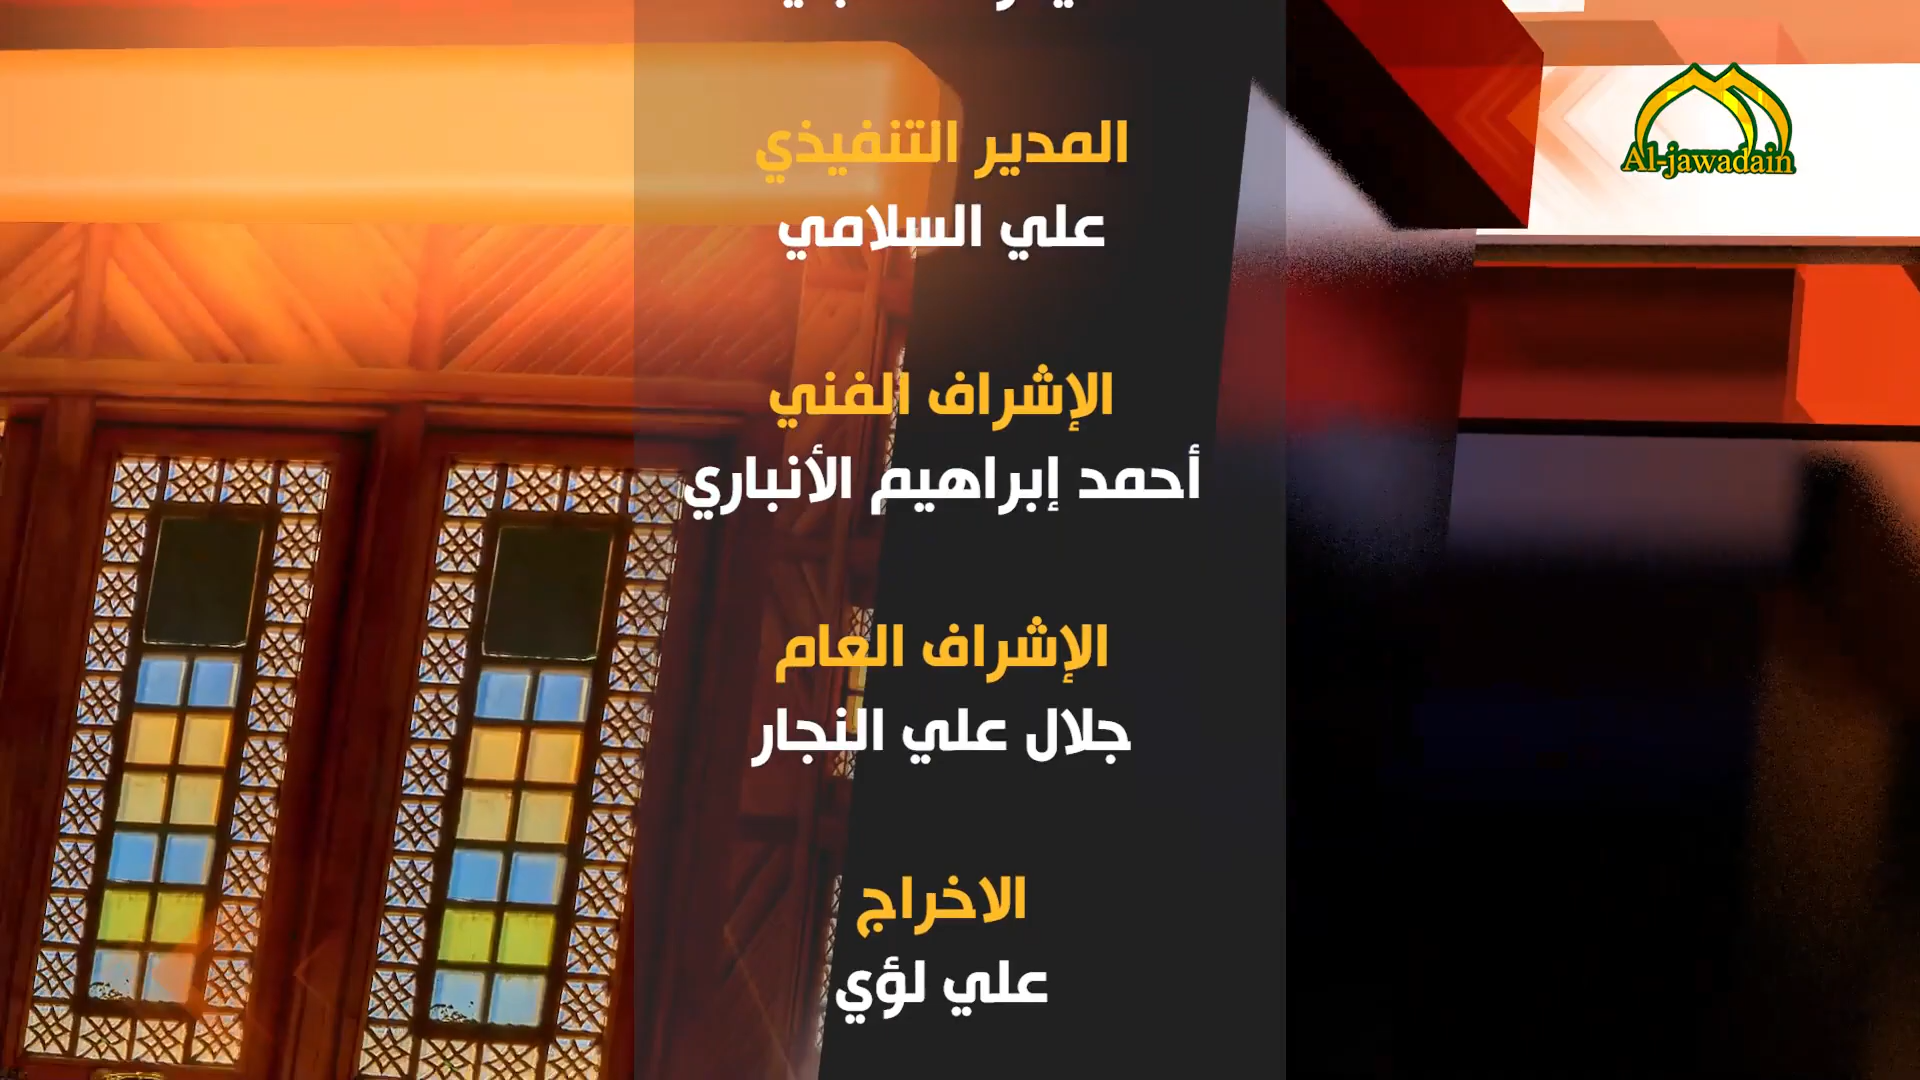 المدير التنفيذي
علي السلامي
الإشراف الفني
أحمد إبراهيم الأنباري
الإشراف العام
جلال علي النجار
الاخراج
علي لؤي
Al-jawadain